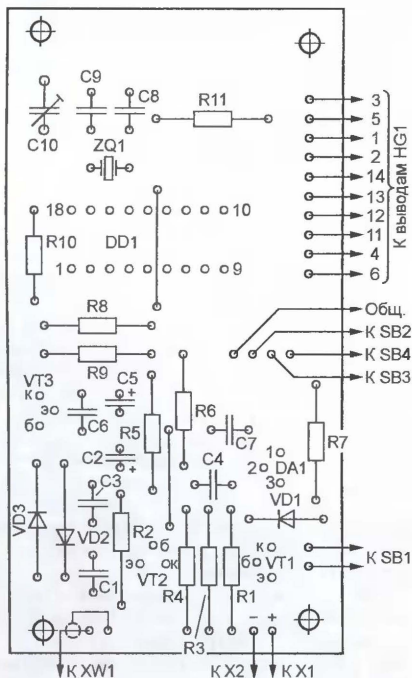 C9
C8
C10
R11
ZQ1
3
5
1
2
14
13
12
11
4
6
К выводам HG1
18
10
R10
DD1
1
9
R8
R9
Общ.
К SB2
К SB4
К SB3
VT3
к
э
б
C5
+
C6
R5
R6
C7
R7
C2
+
C4
1
2
DA1
3
C3
VD1
VD3
VD2
R2
C1
б
э
к
VT2
R4
R3
R1
к
б
э
VT1
К SB1
−
+
К XW1
К X2
К X1